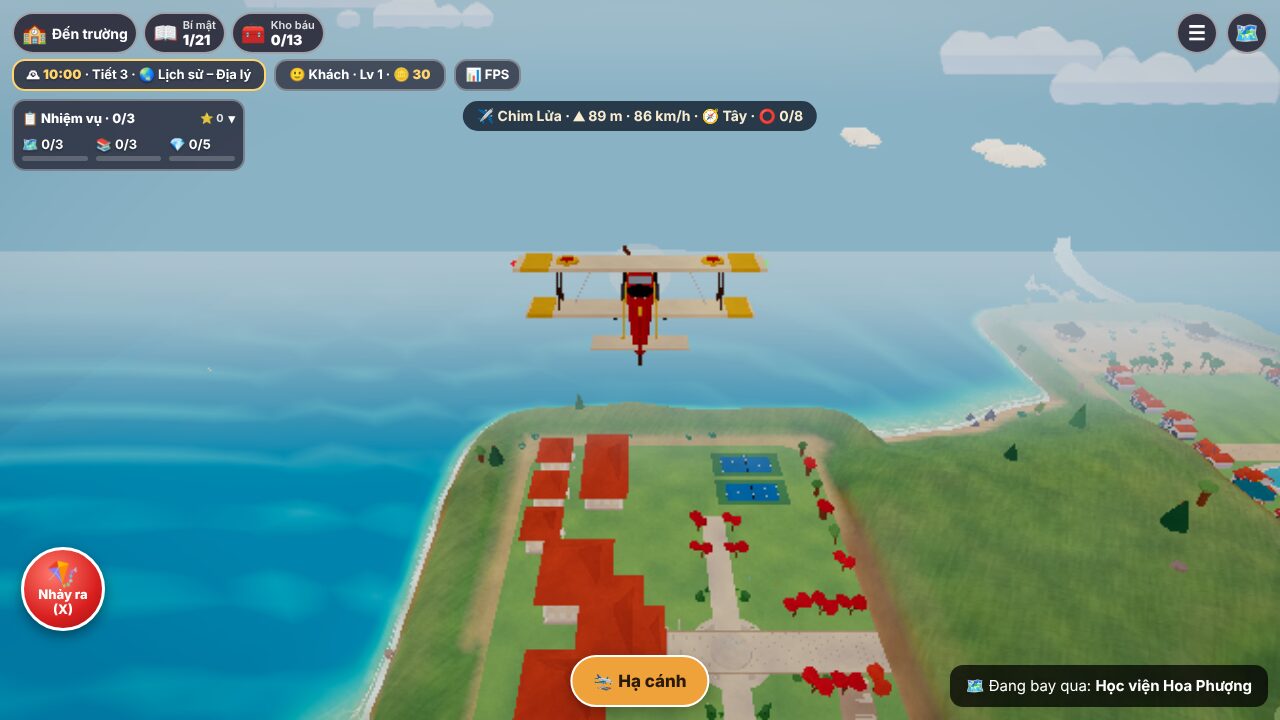 Đến trường
Bí mật
1/21
Kho báu
0/13
10:00 · Tiết 3 · Lịch sử – Địa lý
Khách · Lv 1 · 30
FPS
Nhiệm vụ · 0/3
0 ▾
0/3
0/3
0/5
Chim Lửa · ▲ 89 m · 86 km/h · Tây · 0/8
Nhảy ra
(X)
Hạ cánh
Đang bay qua: Học viện Hoa Phượng